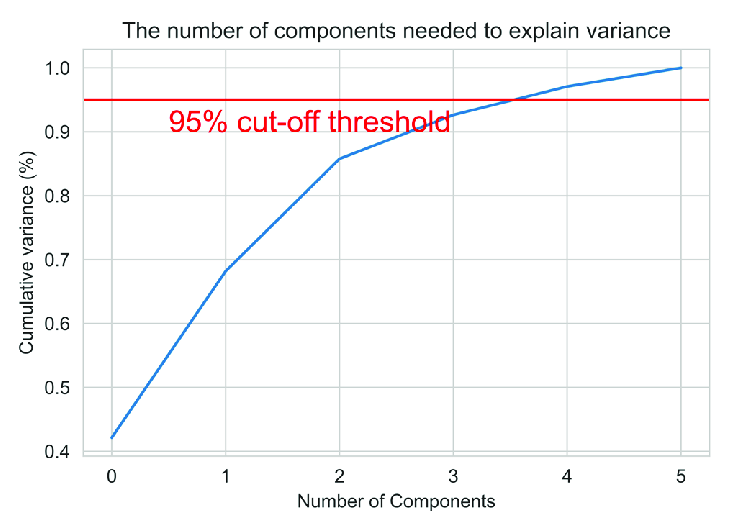 The number of components needed to explain variance
1.0
95% cut-off threshold
0.9
0.8
0.7
0.6
0.5
0.4
Cumulative variance (%)
0 1 2 3 4 5
Number of Components